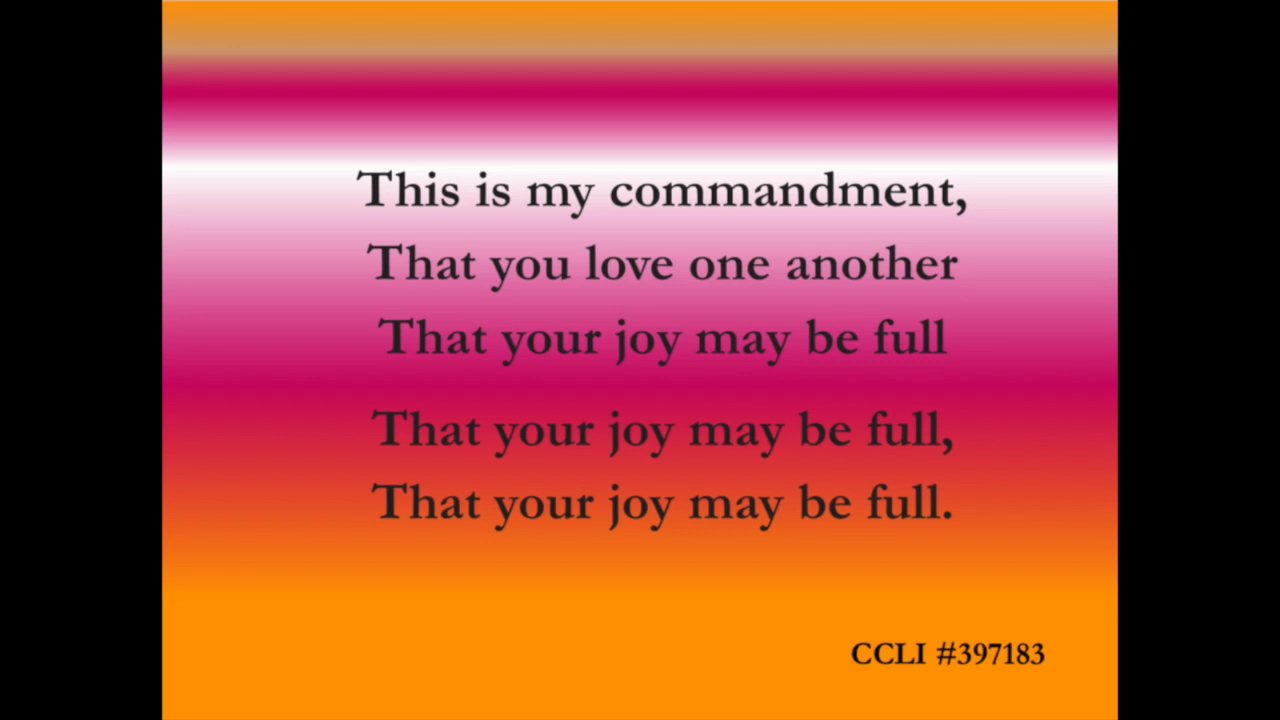 This is my commandment,
That you love one another
That your joy may be full
That your joy may be full,
That your joy may be full.
CCLI #397183